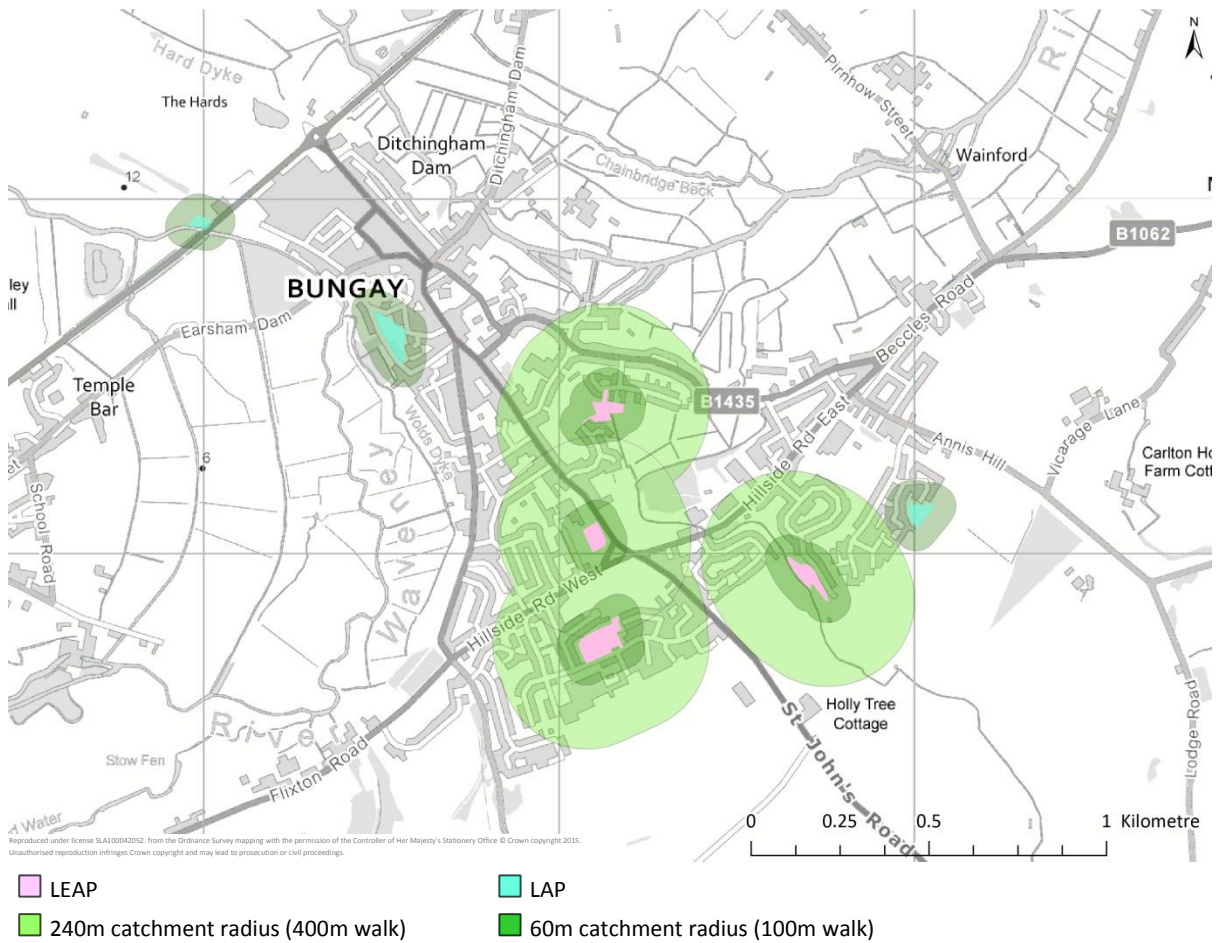 N
Hard Dyke
The Hards
Ditchingham Dam
Pirnhow Street
Ditchingham
Dam
Wainford
12
Chainbridge Beck
B1062
BUNGAY
Earsham Dam
Beccles Road
Temple
Bar
B1435
Wolds Dyke
Hillside Rd East
Annis Hill
Vicarage Lane
6
Carlton Ho
Farm Cott
School Road
Waveney
Hillside Rd West
Holly Tree
Cottage
River
St John's Road
Lodge Road
Stow Fen
Flixton Road
d Water
0 0.25 0.5 1 Kilometre
Reproduced under license SLA100042052. from the Ordnance Survey mapping with the permission of the Controller of Her Majesty's Stationery Office © Crown copyright 2015.
Unauthorised reproduction infringes Crown copyright and may lead to prosecution or civil proceedings.
LEAP
LAP
240m catchment radius (400m walk)
60m catchment radius (100m walk)